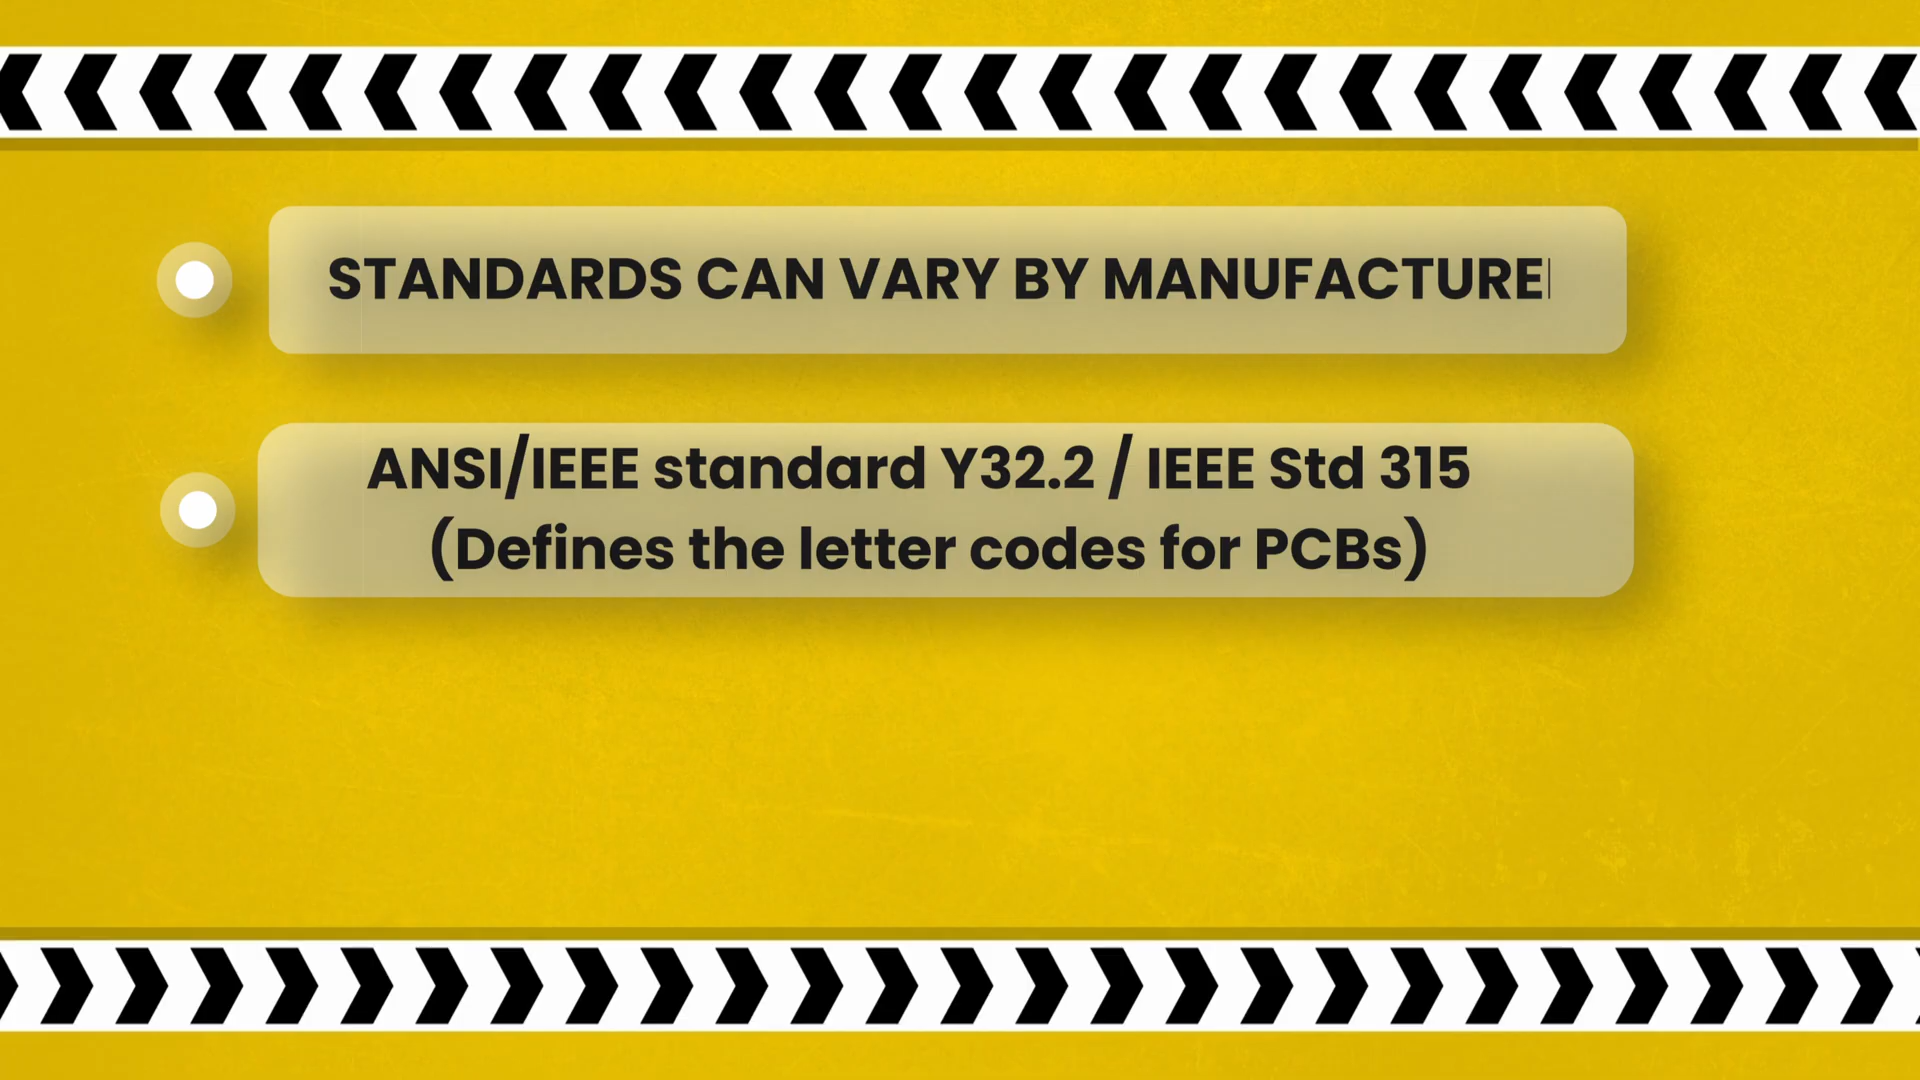 STANDARDS CAN VARY BY MANUFACTURE
ANSI/IEEE standard Y32.2 / IEEE Std 315
(Defines the letter codes for PCBs)